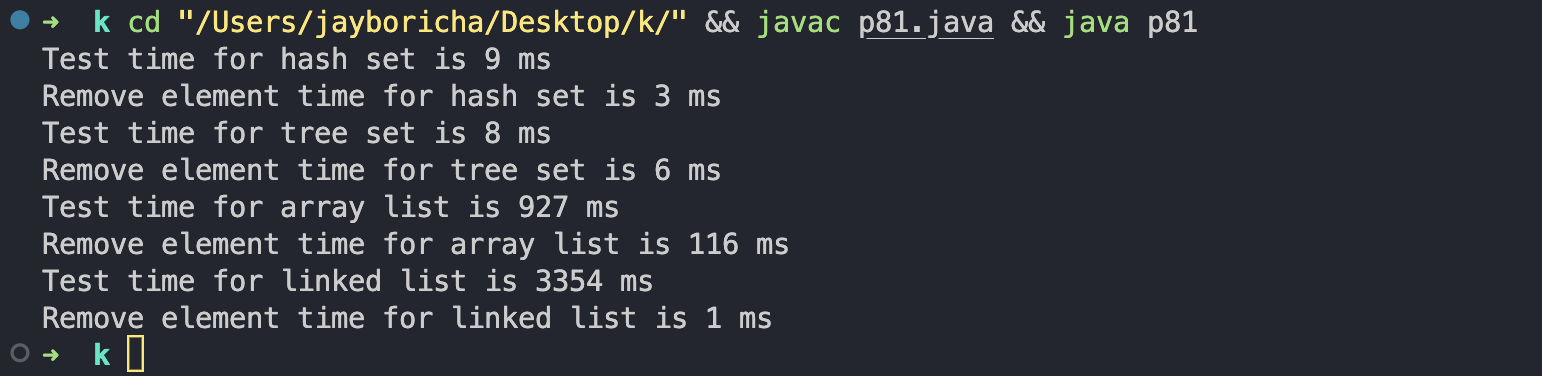 ➜ k cd "/Users/jayboricha/Desktop/k/" && javac p81.java && java p81
Test time for hash set is 9 ms
Remove element time for hash set is 3 ms
Test time for tree set is 8 ms
Remove element time for tree set is 6 ms
Test time for array list is 927 ms
Remove element time for array list is 116 ms
Test time for linked list is 3354 ms
Remove element time for linked list is 1 ms
➜ k